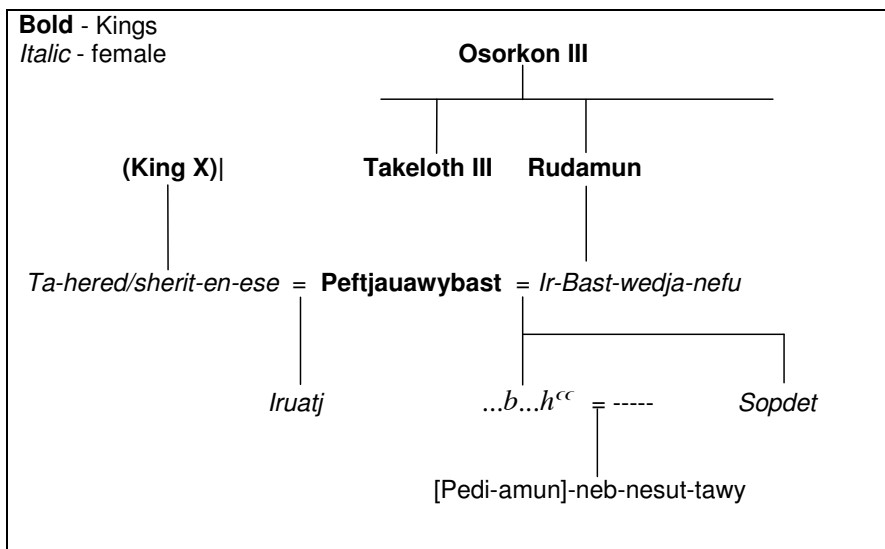 Bold - Kings
Italic - female
Osorkon III
(King X)| Takeloth III Rudamun
Ta-hered/sherit-en-ese = Peftjauawybast = Ir-Bast-wedja-nefu
Iruatj ...b...hᶜᶜ = ----- Sopdet
[Pedi-amun]-neb-nesut-tawy